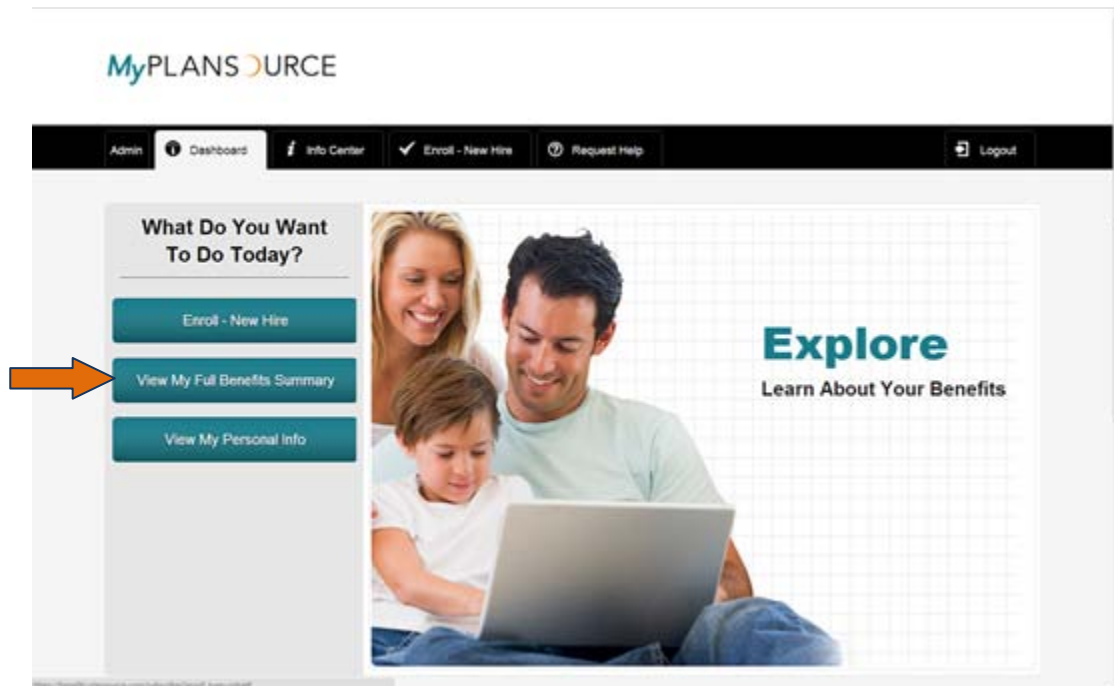 MyPLANSOURCE
Admin Dashboard Info Center Enroll - New Hire Request Help Logout
What Do You Want
To Do Today?
Enroll - New Hire
View My Full Benefits Summary
View My Personal Info
Explore
Learn About Your Benefits